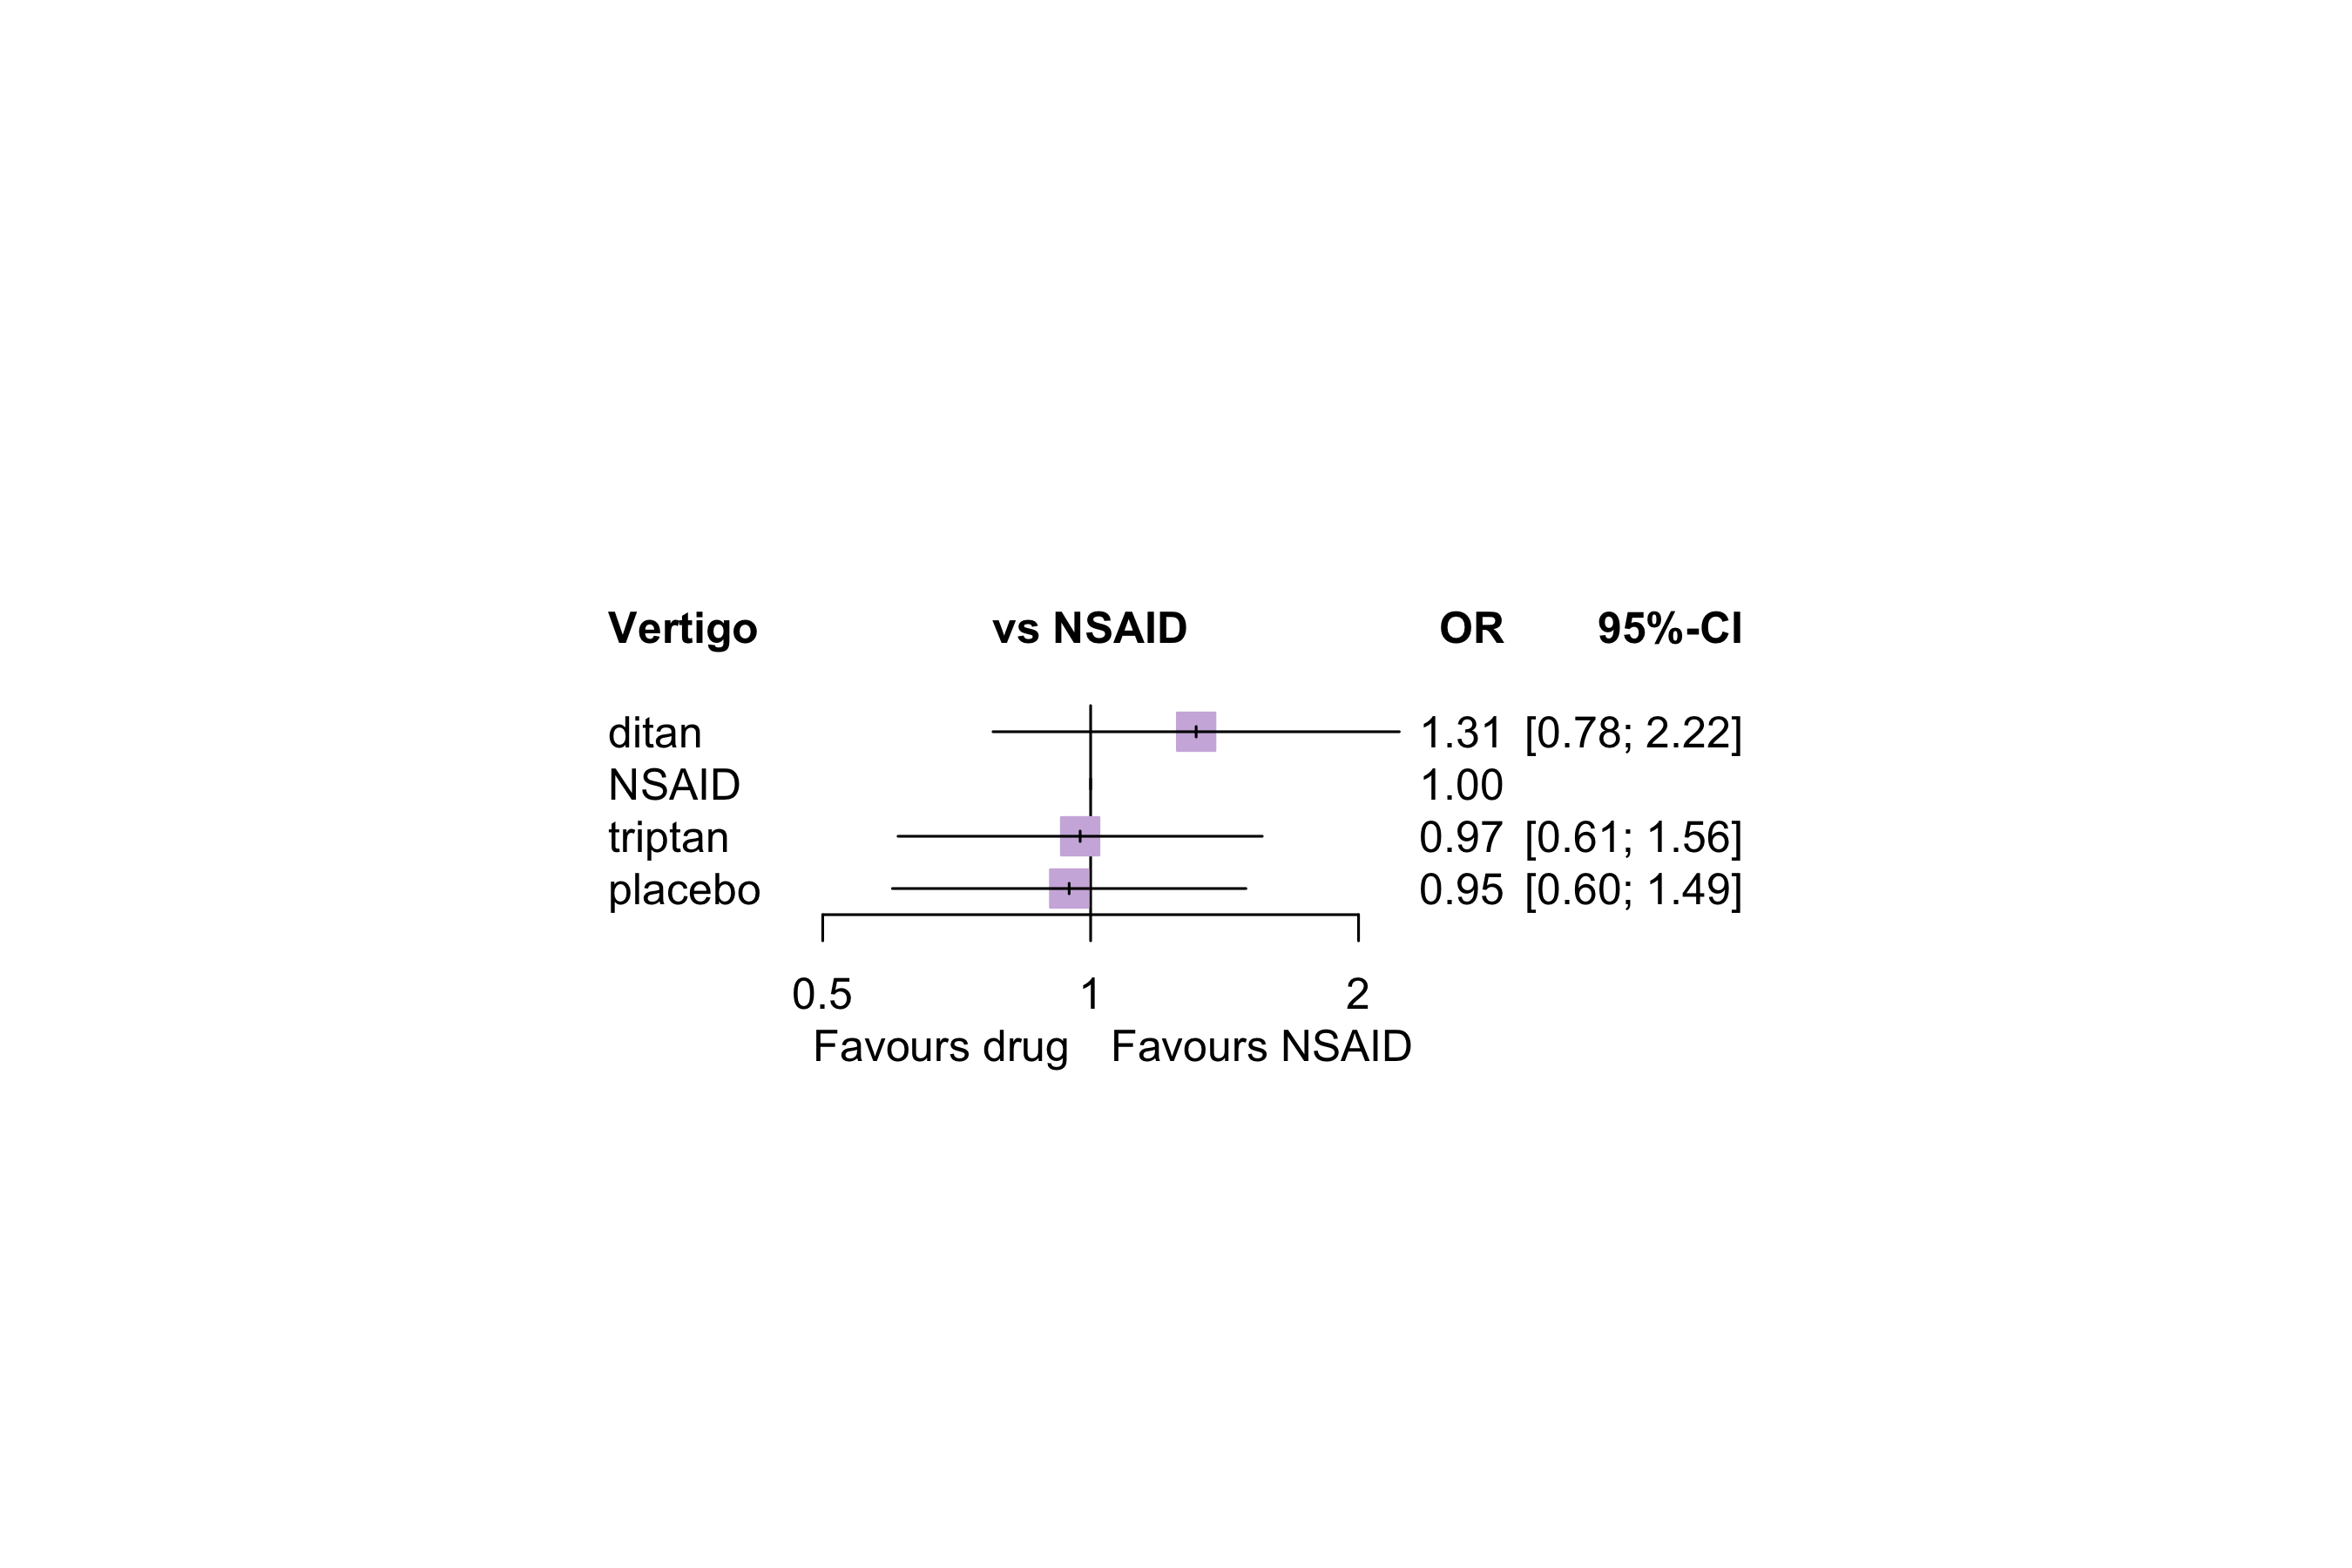 Vertigo vs NSAID OR 95%-CI
ditan 1.31 [0.78; 2.22]
NSAID 1.00
triptan 0.97 [0.61; 1.56]
placebo 0.95 [0.60; 1.49]
0.5 1 2
Favours drug Favours NSAID